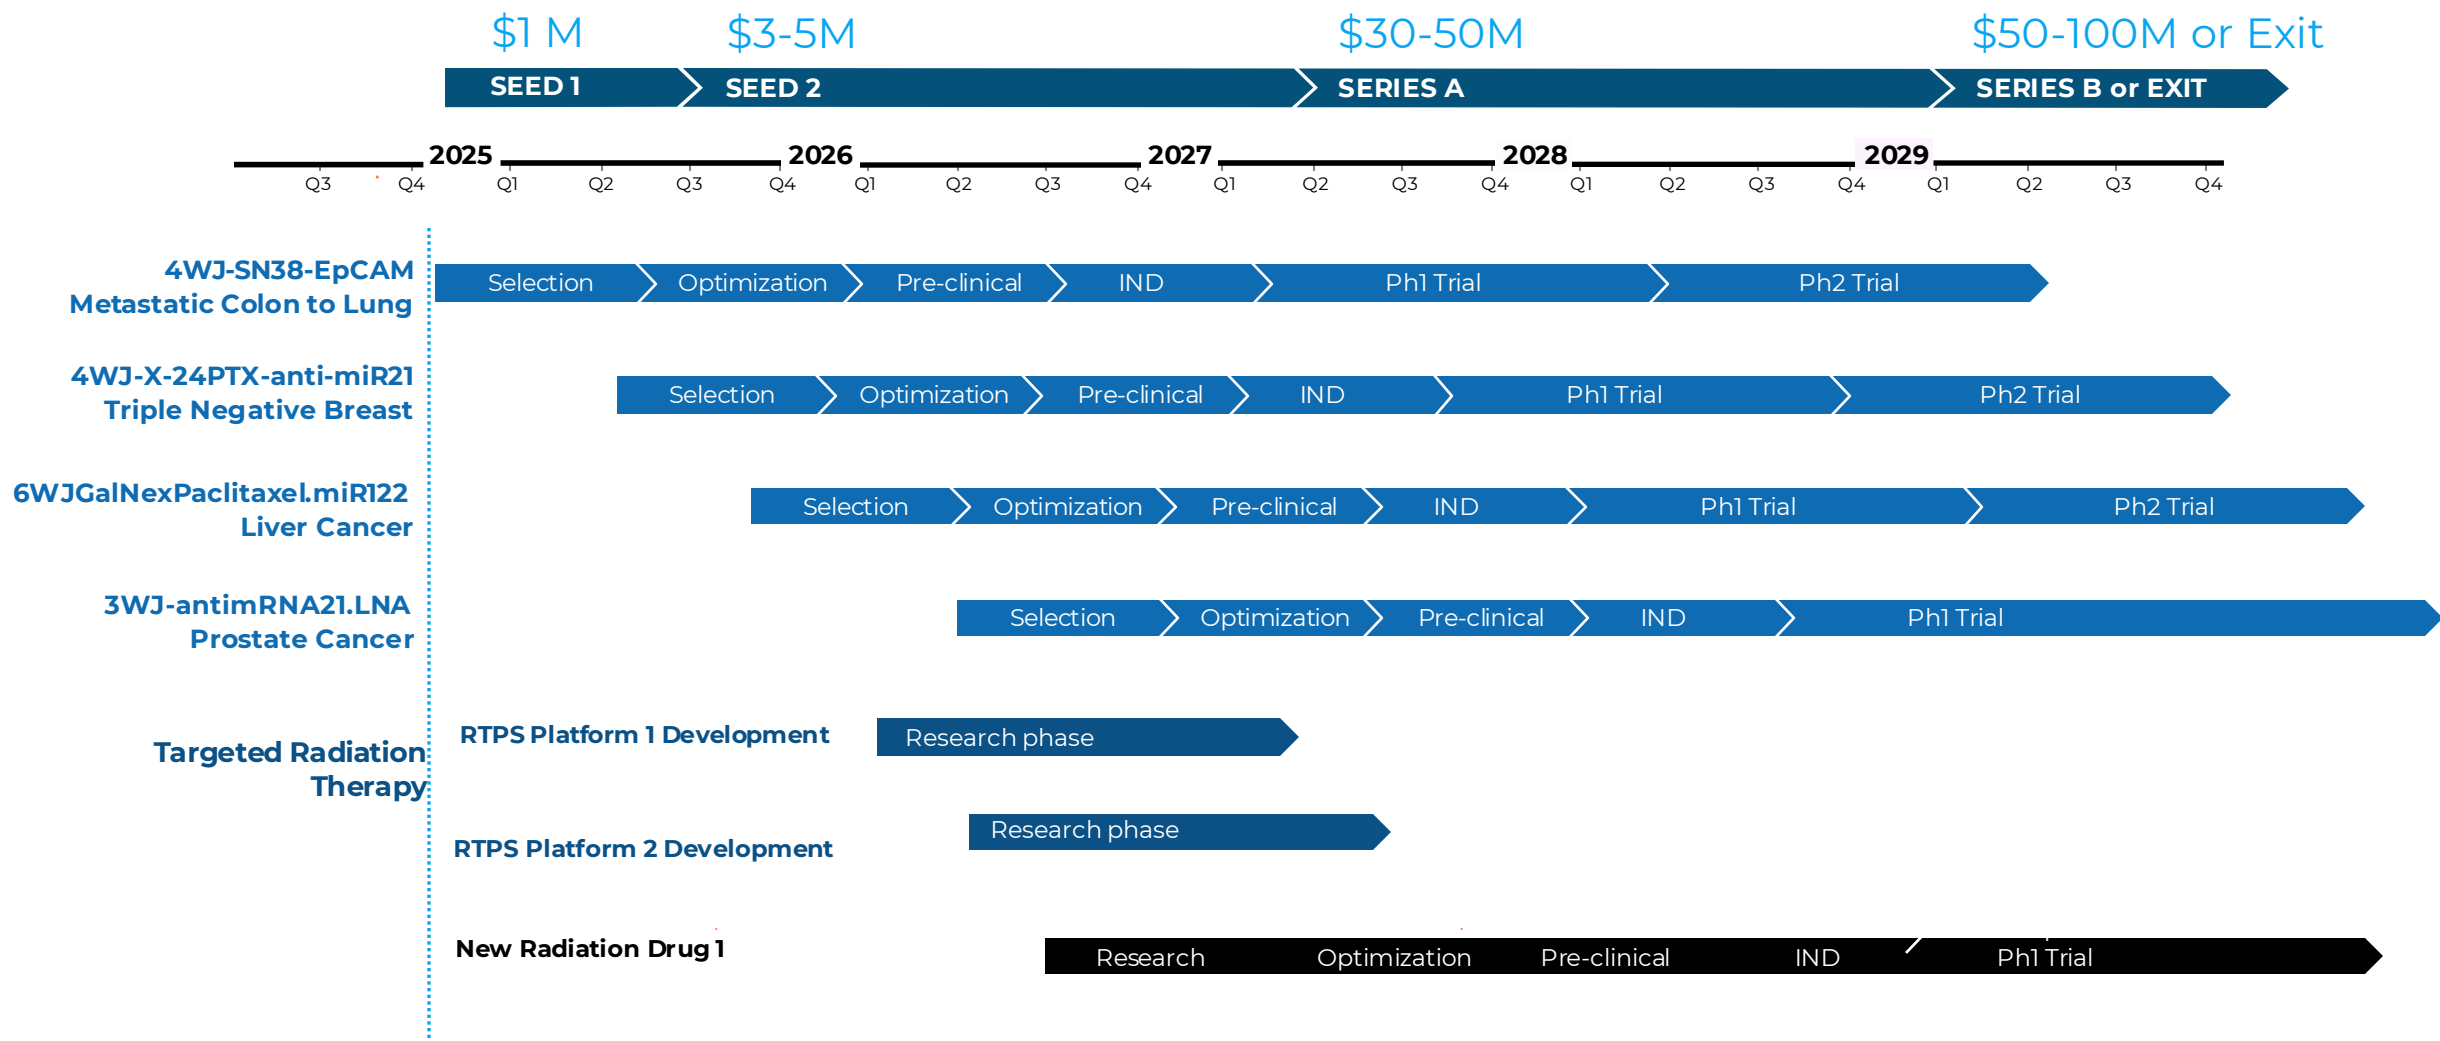 $1 M $3-5M $30-50M $50-100M or Exit
SEED 1 SEED 2 SERIES A SERIES B or EXIT
2025 2026 2027 2028 2029
Q3 Q4 Q1 Q2 Q3 Q4 Q1 Q2 Q3 Q4 Q1 Q2 Q3 Q4 Q1 Q2 Q3 Q4 Q1 Q2 Q3 Q4
4WJ-SN38-EpCAM
Metastatic Colon to Lung
Selection Optimization Pre-clinical IND Ph1 Trial Ph2 Trial
4WJ-X-24PTX-anti-miR21
Triple Negative Breast
Selection Optimization Pre-clinical IND Ph1 Trial Ph2 Trial
6WJGalNexPaclitaxel.miR122
Liver Cancer
Selection Optimization Pre-clinical IND Ph1 Trial Ph2 Trial
3WJ-antimRNA21.LNA
Prostate Cancer
Selection Optimization Pre-clinical IND Ph1 Trial
Targeted Radiation
Therapy
RTPS Platform 1 Development Research phase
RTPS Platform 2 Development Research phase
New Radiation Drug 1 Research Optimization Pre-clinical IND Ph1 Trial